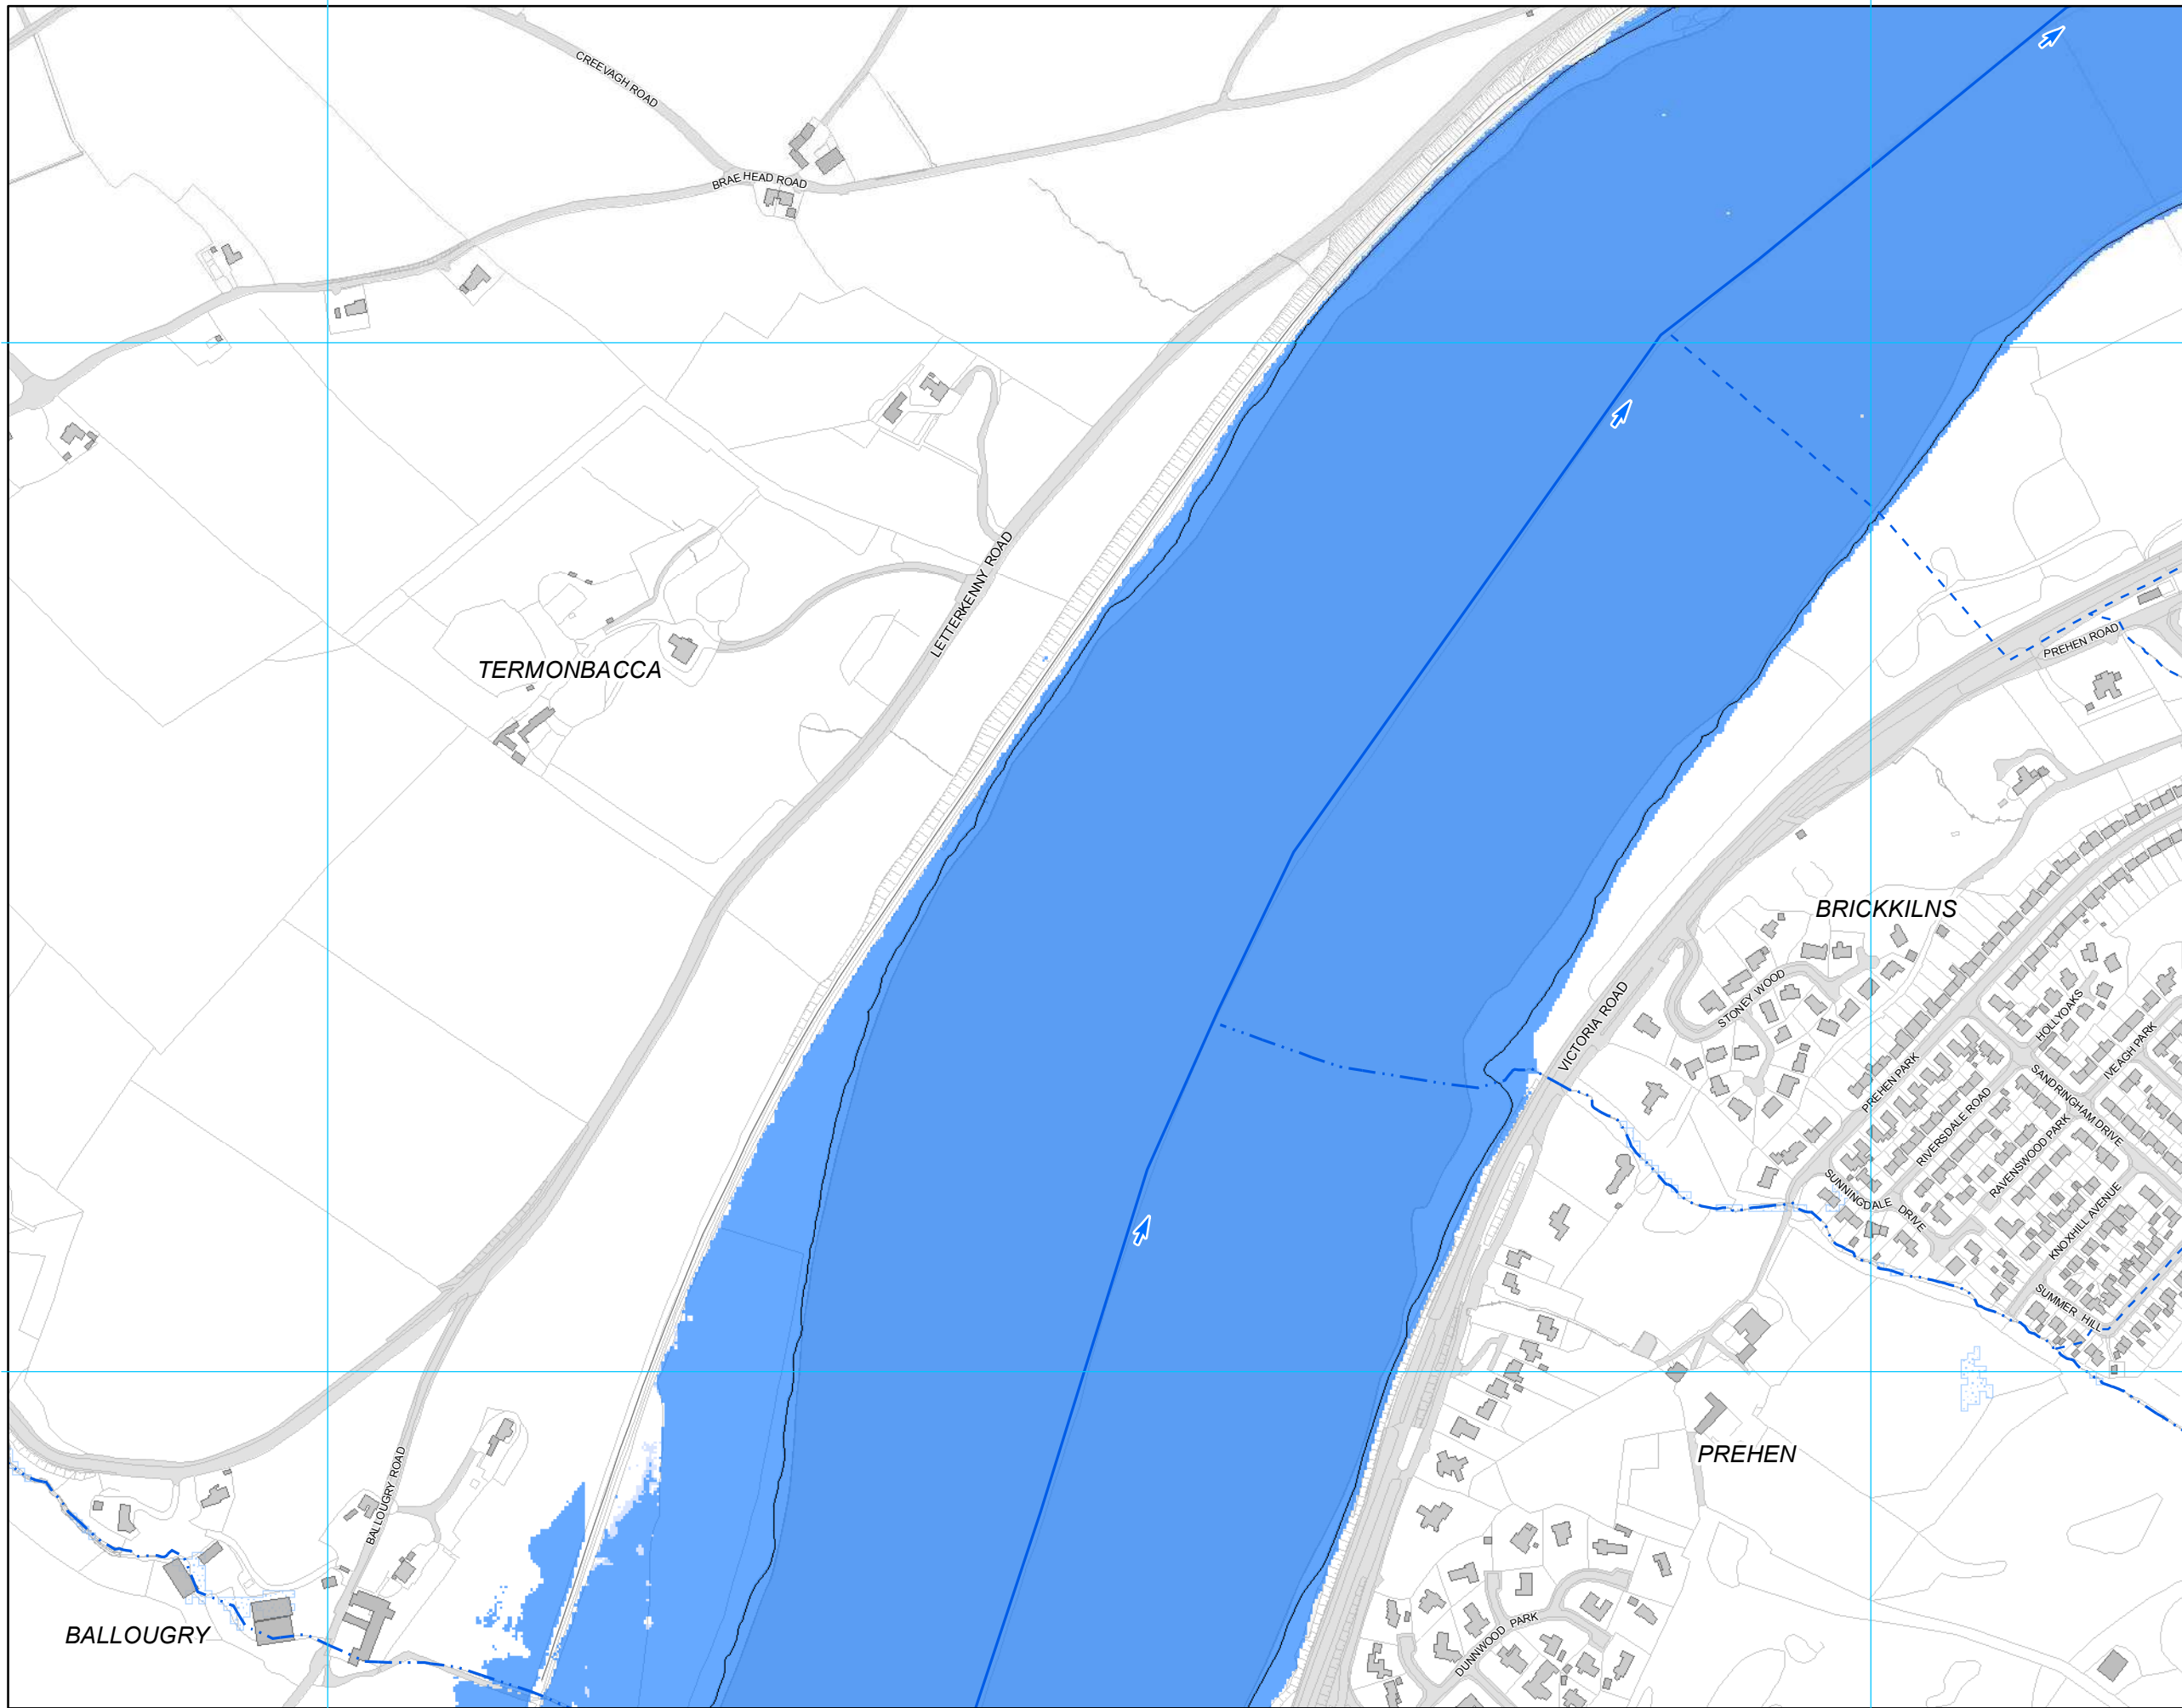 CREEVAGH ROAD
BRAE HEAD ROAD
LETTERKENNY ROAD
TERMONBACCA
PREHEN ROAD
BRICKKILNS
STONEY WOOD
VICTORIA ROAD
HOLLYOAKS
IVEAGH PARK
PREHEN PARK
SANDRINGHAM DRIVE
RIVERSDALE ROAD
RAVENSWOOD PARK
SUNNINGDALE DRIVE
KNOXHILL AVENUE
SUMMER HILL
PREHEN
BALLOUGRY ROAD
BALLOUGRY
DUNNWOOD PARK